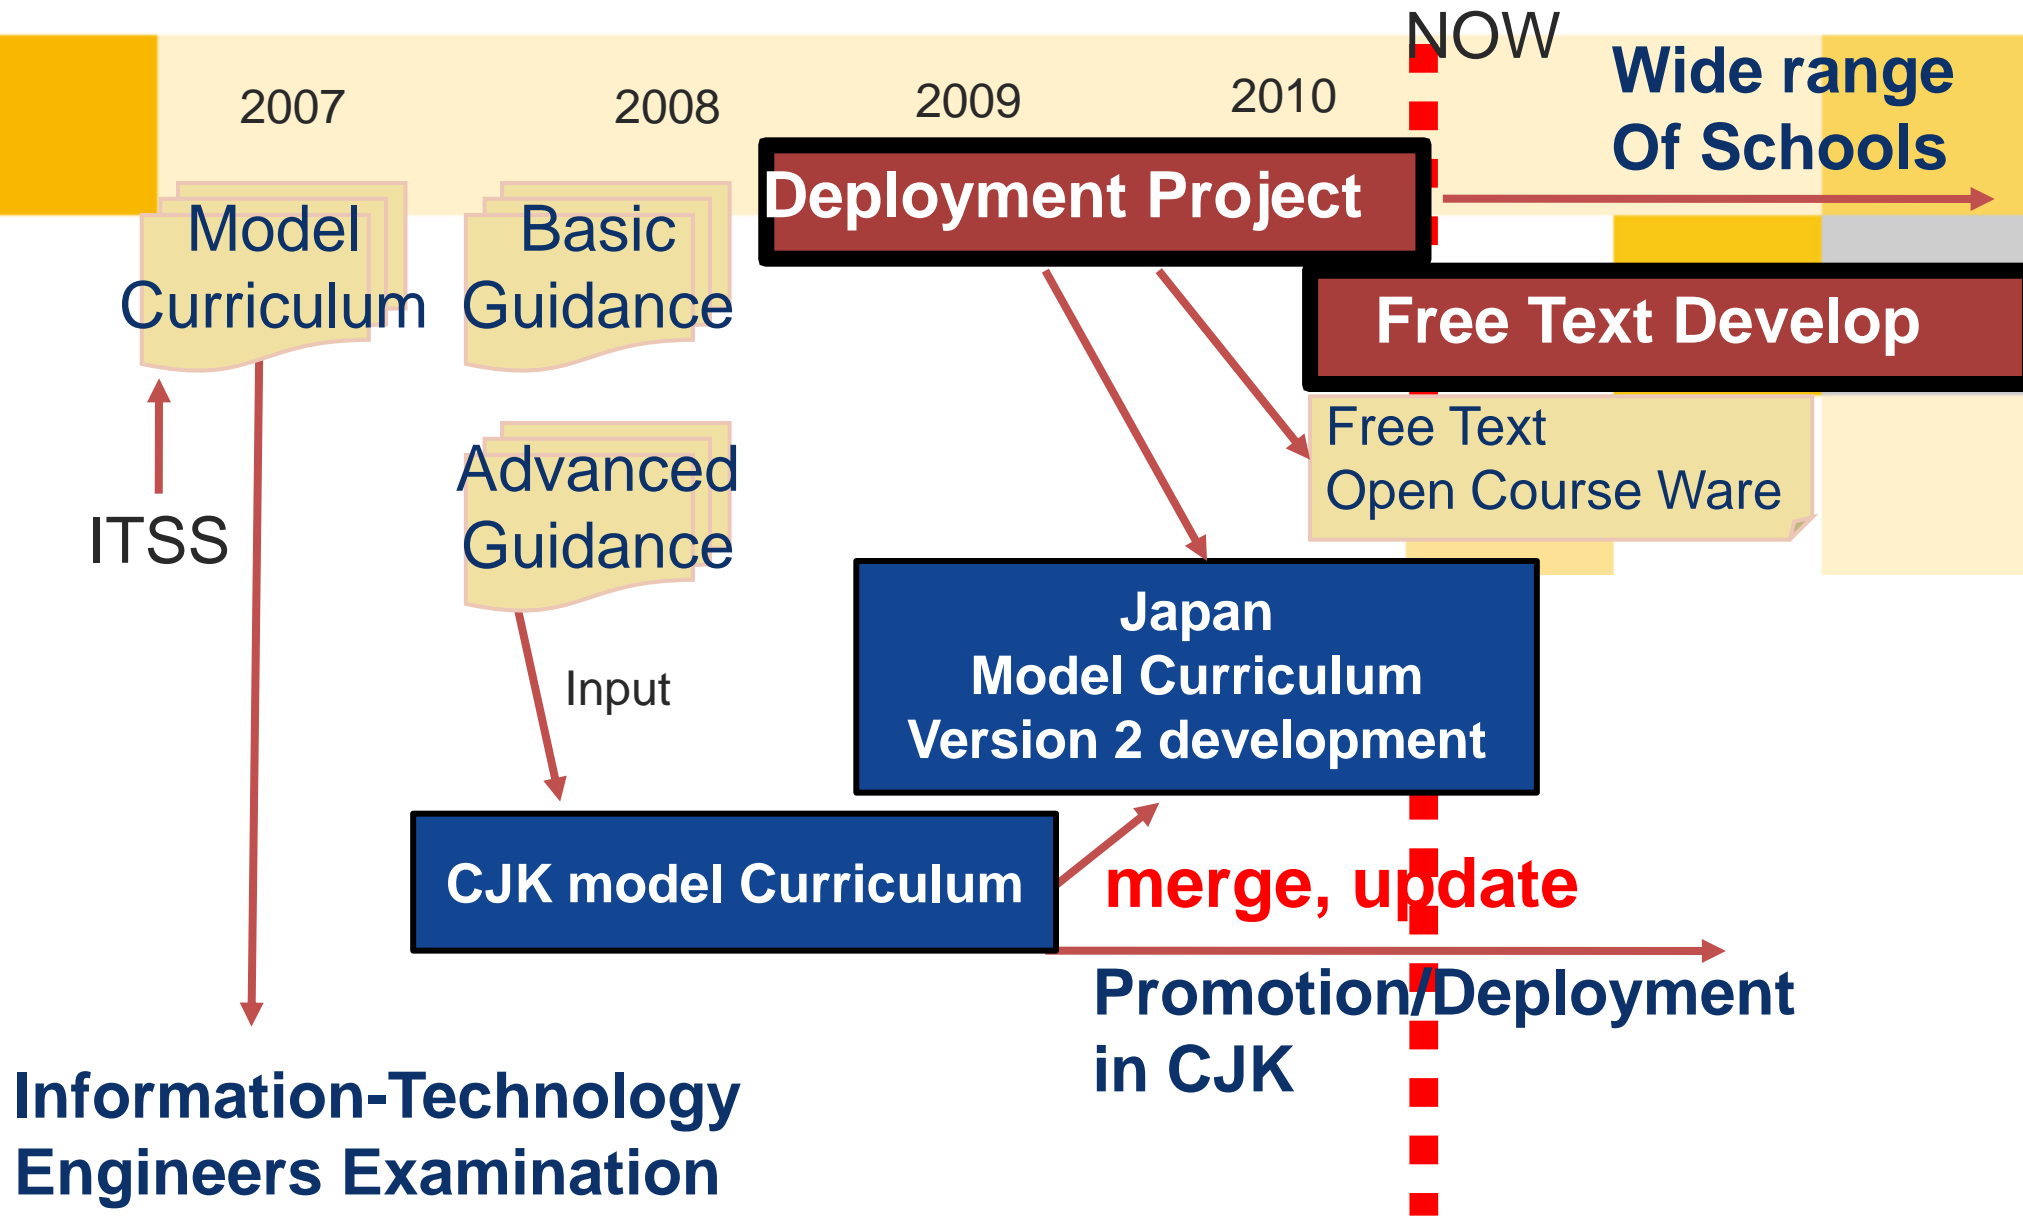 NOW
2007
2008
2009
2010
Wide range
Of Schools
Model
Curriculum
Basic
Guidance
Deployment Project
Free Text Develop
Advanced
Guidance
Free Text
Open Course Ware
ITSS
Input
Japan
Model Curriculum
Version 2 development
CJK model Curriculum
merge, update
Promotion/Deployment
in CJK
Information-Technology
Engineers Examination